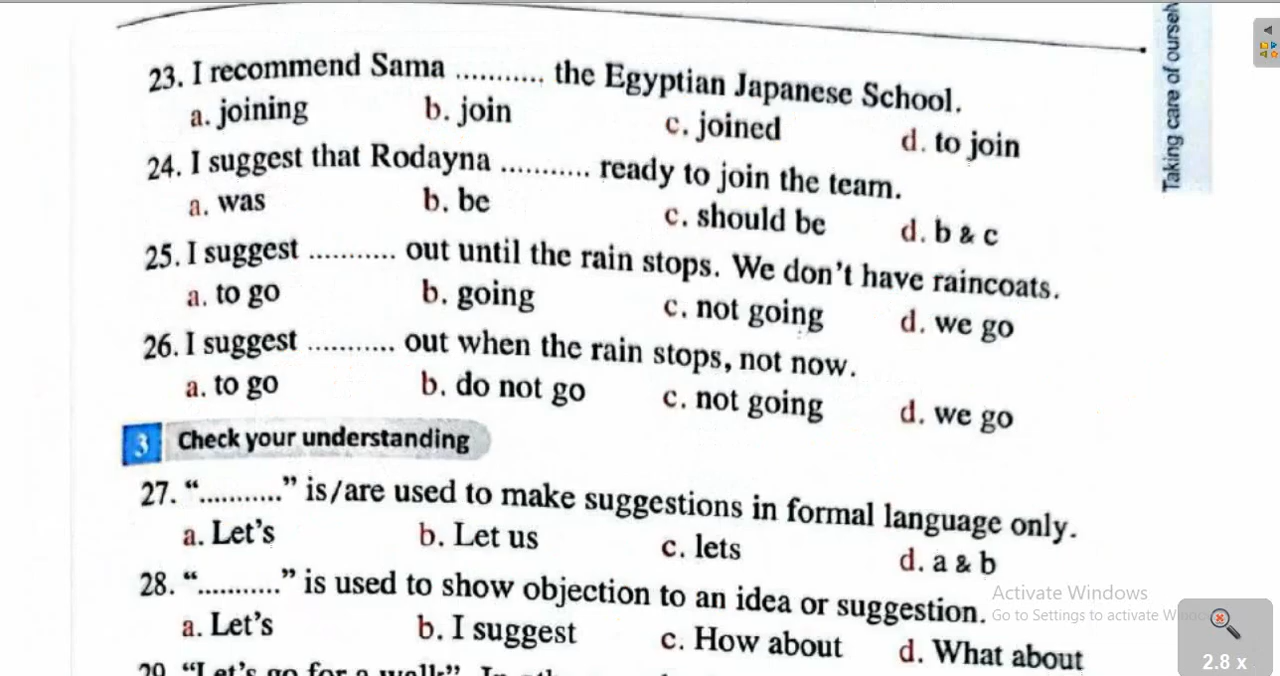 Taking care of
23. I recommend Sama ........... the Egyptian Japanese School.
a. joining b. join c. joined d. to join
24. I suggest that Rodayna ........... ready to join the team.
a. was b. be c. should be d. b & c
25. I suggest ........... out until the rain stops. We don't have raincoats.
a. to go b. going c. not going d. we go
26. I suggest ........... out when the rain stops, not now.
a. to go b. do not go c. not going d. we go
3 Check your understanding
27. “...........” is/are used to make suggestions in formal language only.
a. Let's b. Let us c. lets d. a & b
28. “...........” is used to show objection to an idea or suggestion.
a. Let's b. I suggest c. How about d. What about
29. “Let's go for a walk”.
Activate Windows
Go to Settings to activate
2.8 x